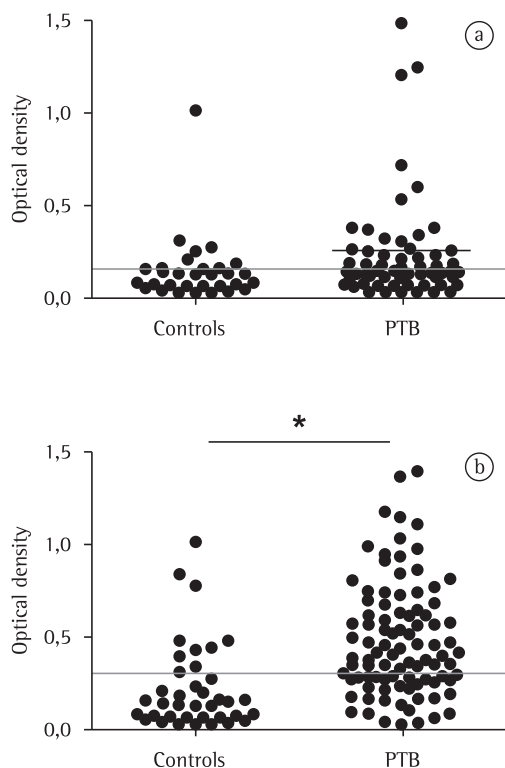 1,5
a
1,0
Optical density
0,5
0,0
Controls PTB
*
1,5
b
1,0
Optical density
0,5
0,0
Controls PTB